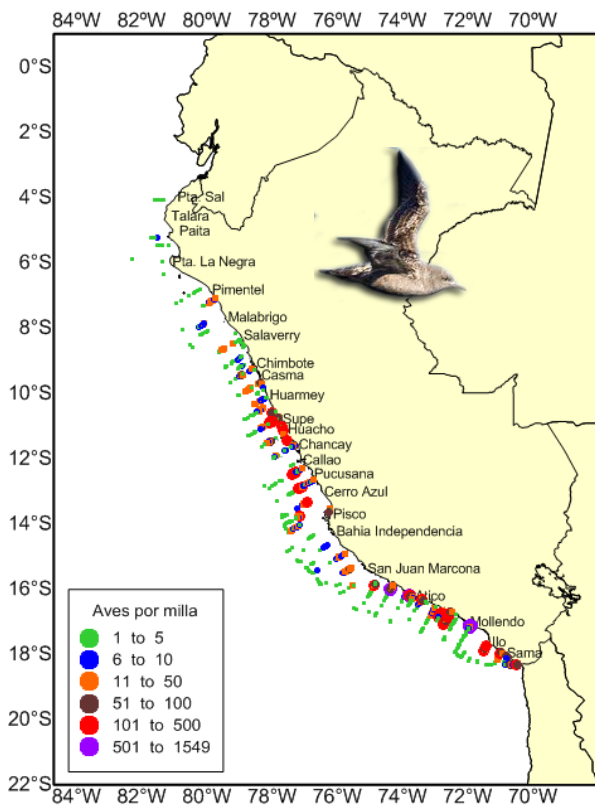 84°W 82°W 80°W 78°W 76°W 74°W 72°W 70°W
0°S
2°S
4°S
Pta. Sal
Talara
Paita
6°S
Pta. La Negra
Pimentel
8°S
Malabrigo
Salaverry
Chimbote
Casma
10°S
Huarmey
Supe
Huacho
Chancay
12°S
Callao
Pucusana
Cerro Azul
14°S
Pisco
Bahia Independencia
San Juan Marcona
16°S
Atico
Mollendo
Ilo
18°S
Sama
20°S
22°S
Aves por milla
1 to 5
6 to 10
11 to 50
51 to 100
101 to 500
501 to 1549
84°W 82°W 80°W 78°W 76°W 74°W 72°W 70°W